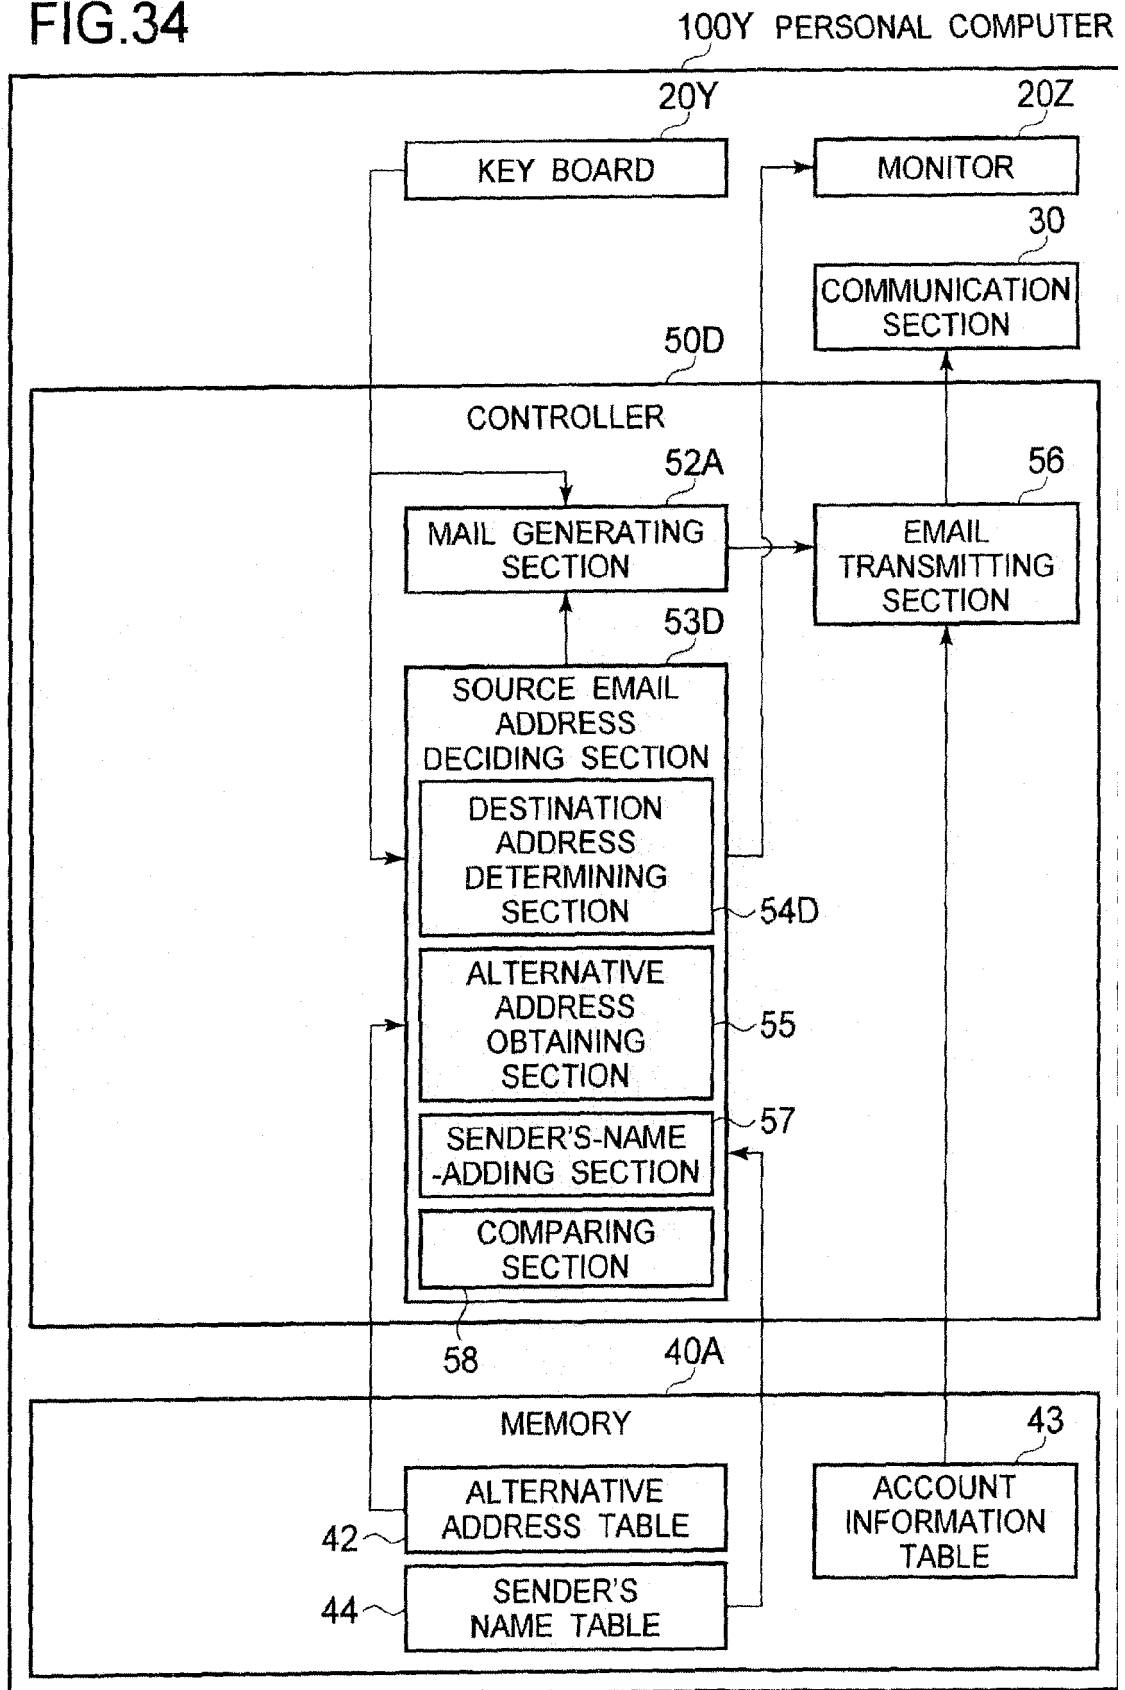 FIG.34
100Y PERSONAL COMPUTER
20Y
20Z
KEY BOARD
MONITOR
30
COMMUNICATION
SECTION
50D
CONTROLLER
52A
56
MAIL GENERATING
SECTION
EMAIL
TRANSMITTING
SECTION
53D
SOURCE EMAIL
ADDRESS
DECIDING SECTION
DESTINATION
ADDRESS
DETERMINING
SECTION
54D
ALTERNATIVE
ADDRESS
OBTAINING
SECTION
55
57
SENDER'S-NAME
-ADDING SECTION
COMPARING
SECTION
58
40A
MEMORY
43
ALTERNATIVE
ADDRESS TABLE
42
ACCOUNT
INFORMATION
TABLE
SENDER'S
NAME TABLE
44